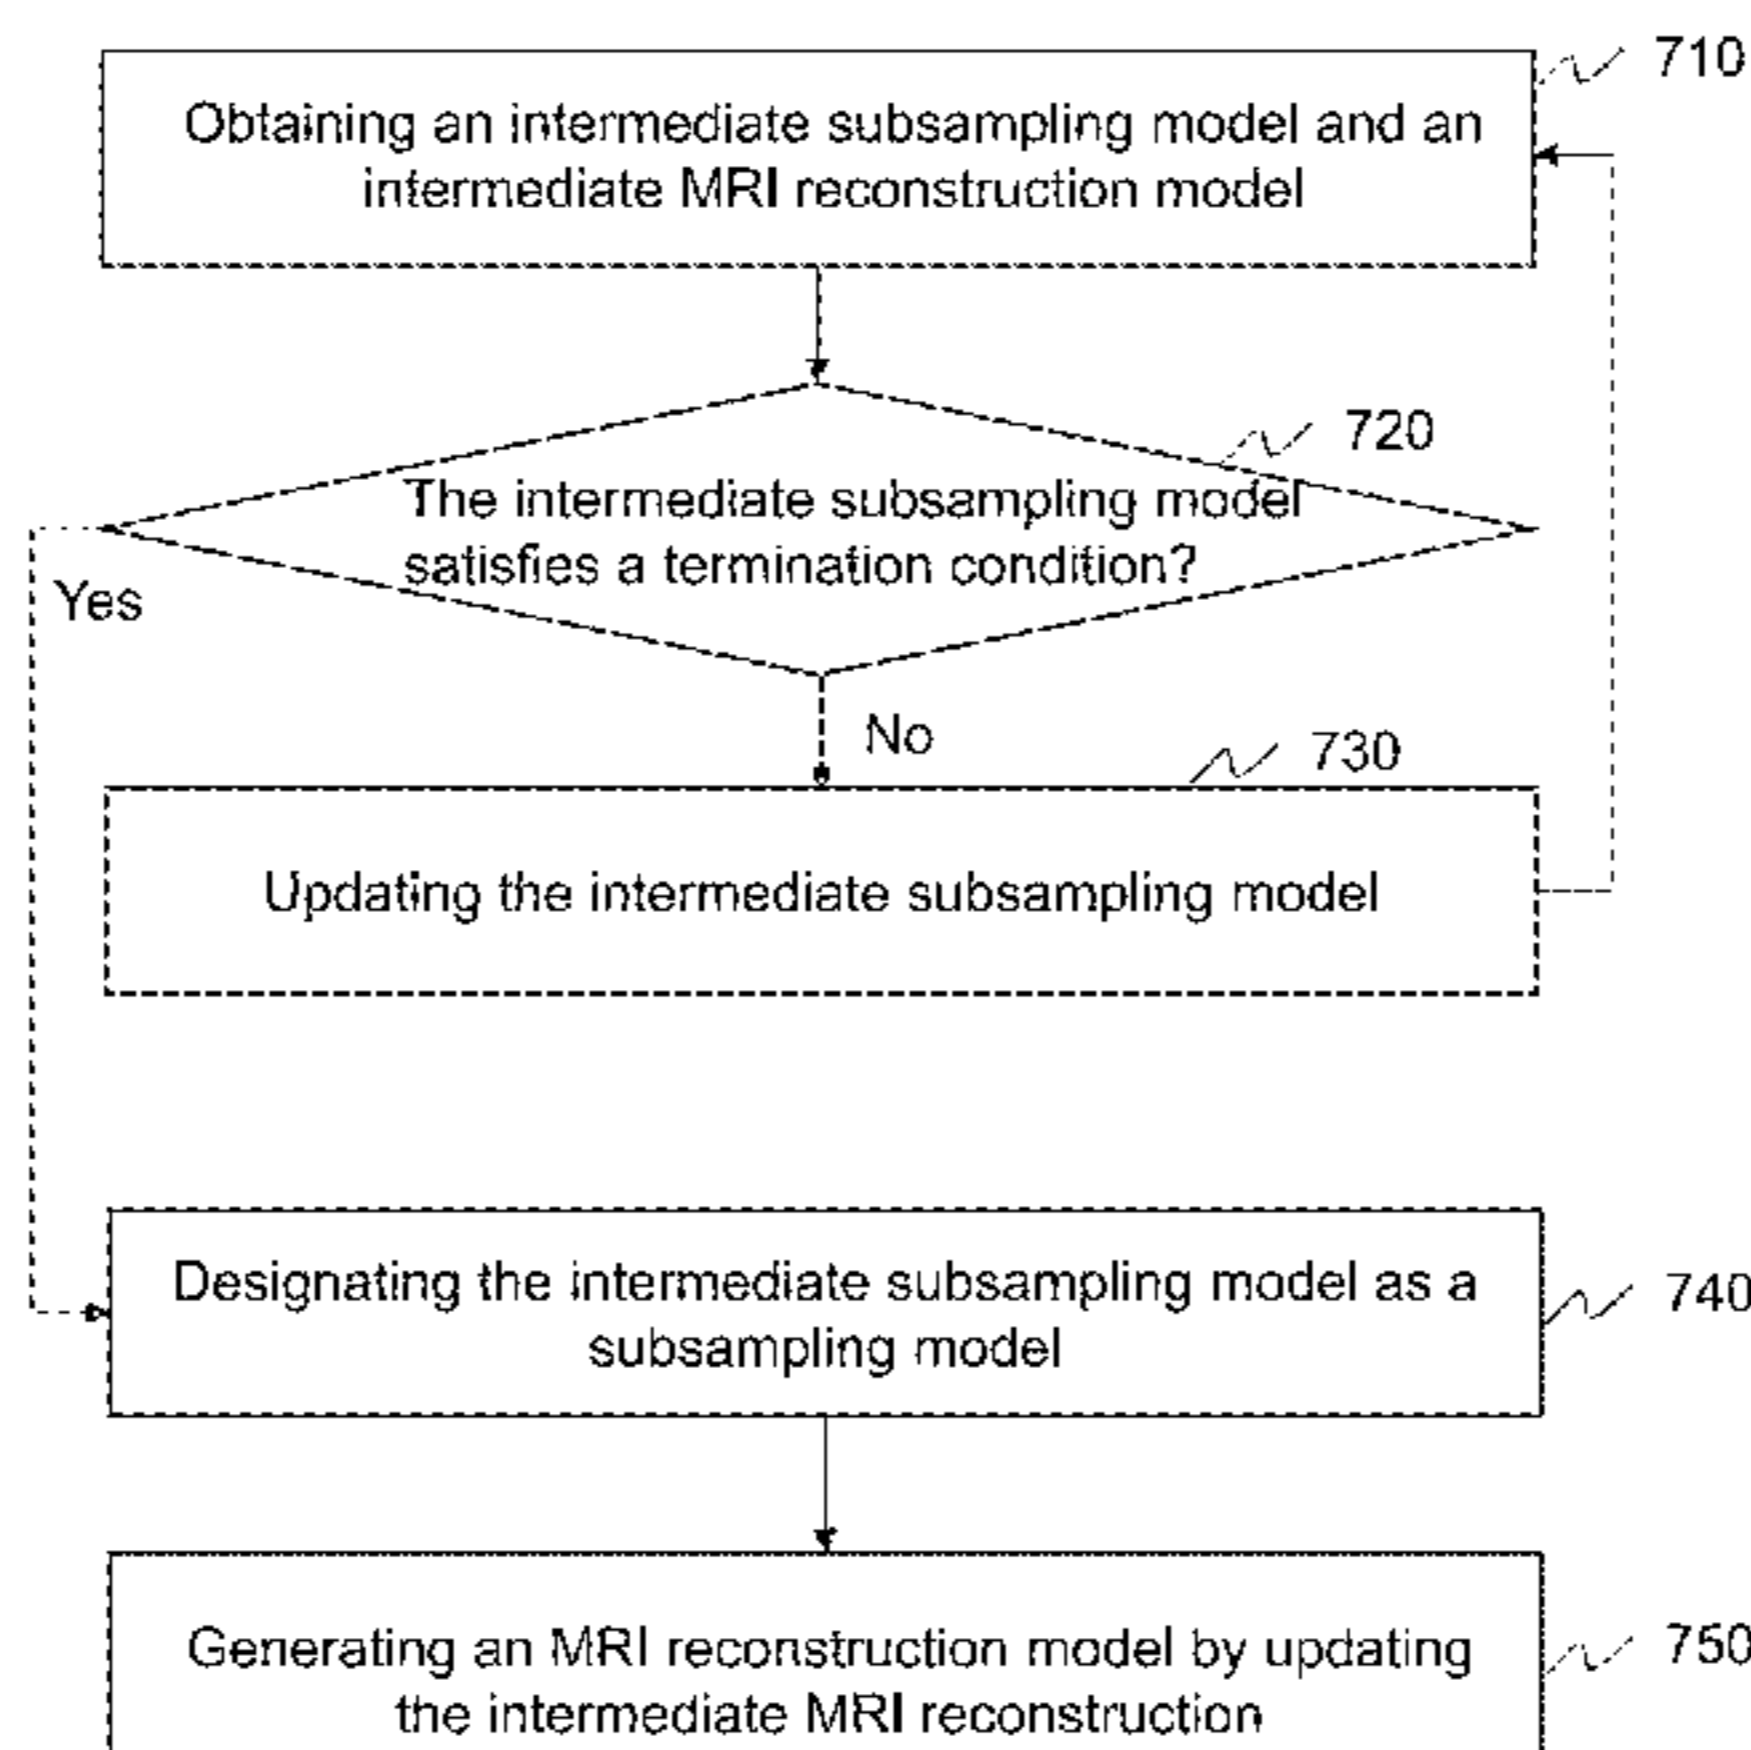 710
Obtaining an intermediate subsampling model and an
intermediate MRI reconstruction model
720
The intermediate subsampling model
satisfies a termination condition?
Yes
No
730
Updating the intermediate subsampling model
Designating the intermediate subsampling model as a
subsampling model
740
Generating an MRI reconstruction model by updating
the intermediate MRI reconstruction
750